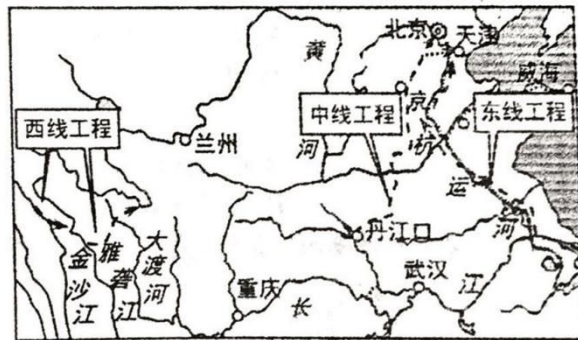 北京
天津
威海
黄河
京杭运河
西线工程
中线工程
东线工程
兰州
丹江口
金沙江
雅砻江
大渡河
重庆
武汉
长江